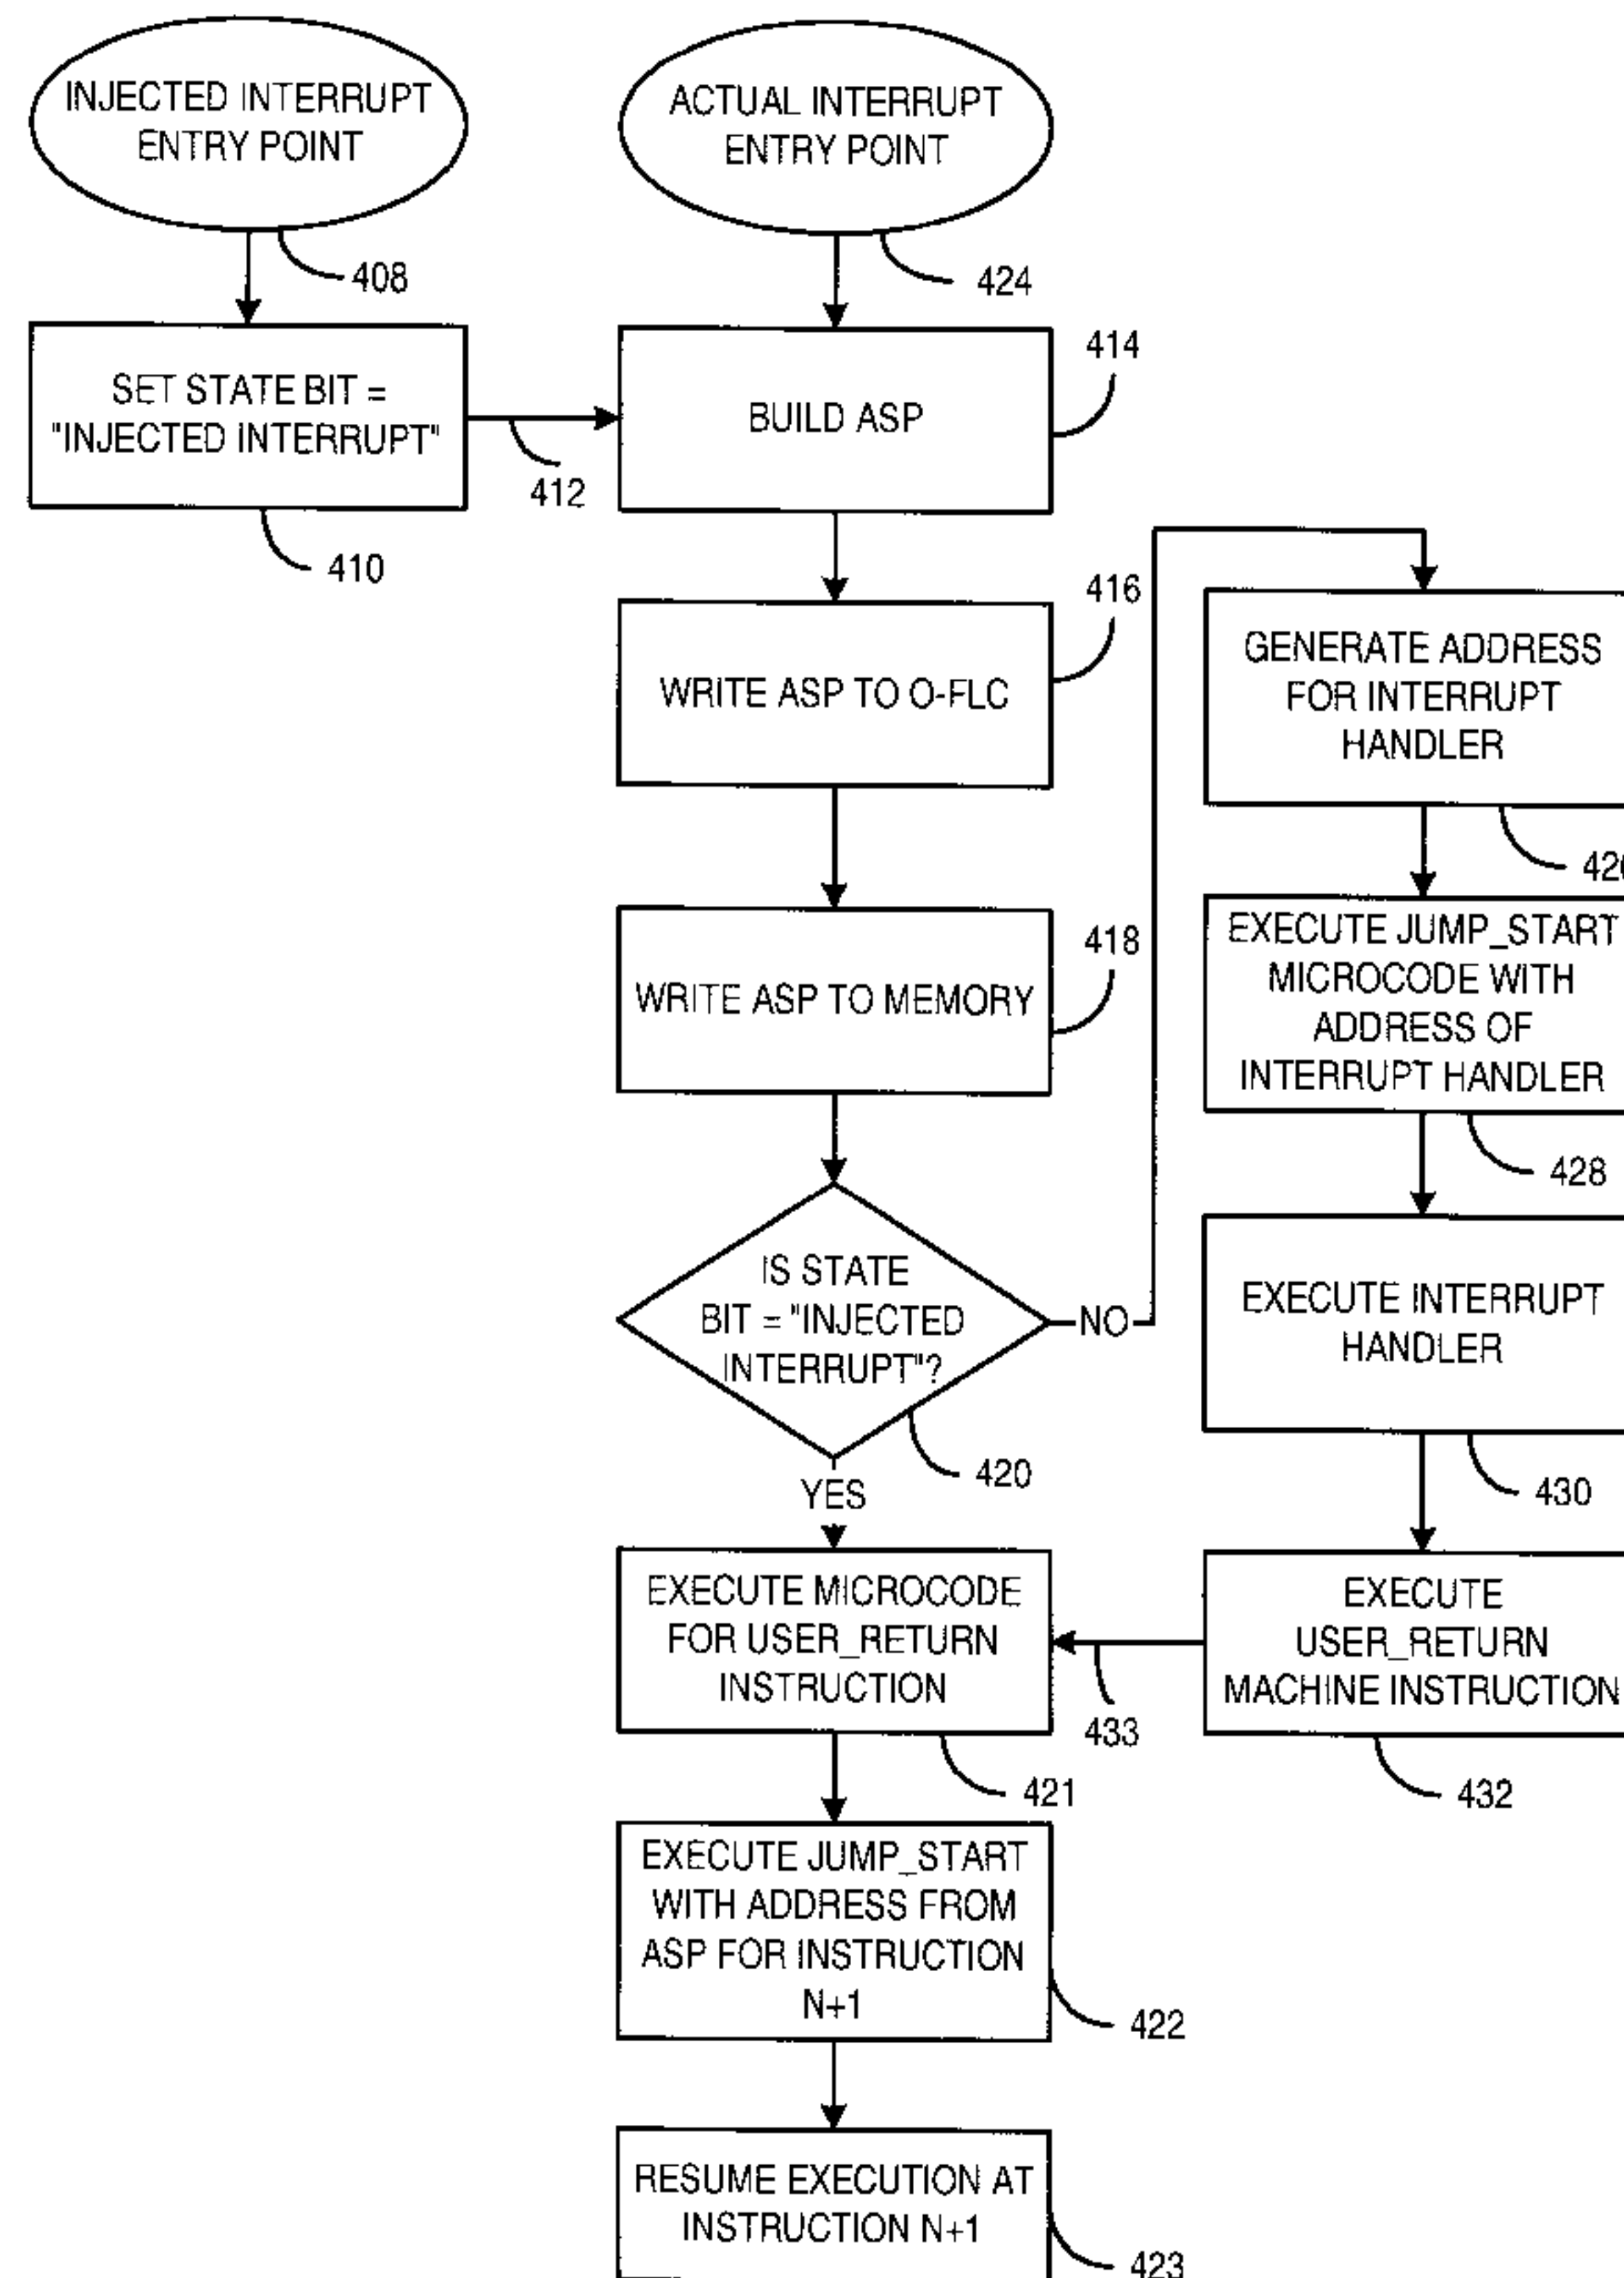 INJECTED INTERRUPT
ENTRY POINT
408
ACTUAL INTERRUPT
ENTRY POINT
424
SET STATE BIT =
"INJECTED INTERRUPT"
410
412
BUILD ASP
414
WRITE ASP TO O-FLC
416
WRITE ASP TO MEMORY
418
IS STATE
BIT = "INJECTED
INTERRUPT"?
420
NO
YES
GENERATE ADDRESS
FOR INTERRUPT
HANDLER
EXECUTE JUMP_START
MICROCODE WITH
ADDRESS OF
INTERRUPT HANDLER
428
EXECUTE INTERRUPT
HANDLER
430
EXECUTE
USER_RETURN
MACHINE INSTRUCTION
432
433
EXECUTE MICROCODE
FOR USER_RETURN
INSTRUCTION
421
EXECUTE JUMP_START
WITH ADDRESS FROM
ASP FOR INSTRUCTION
N+1
422
RESUME EXECUTION AT
INSTRUCTION N+1
423